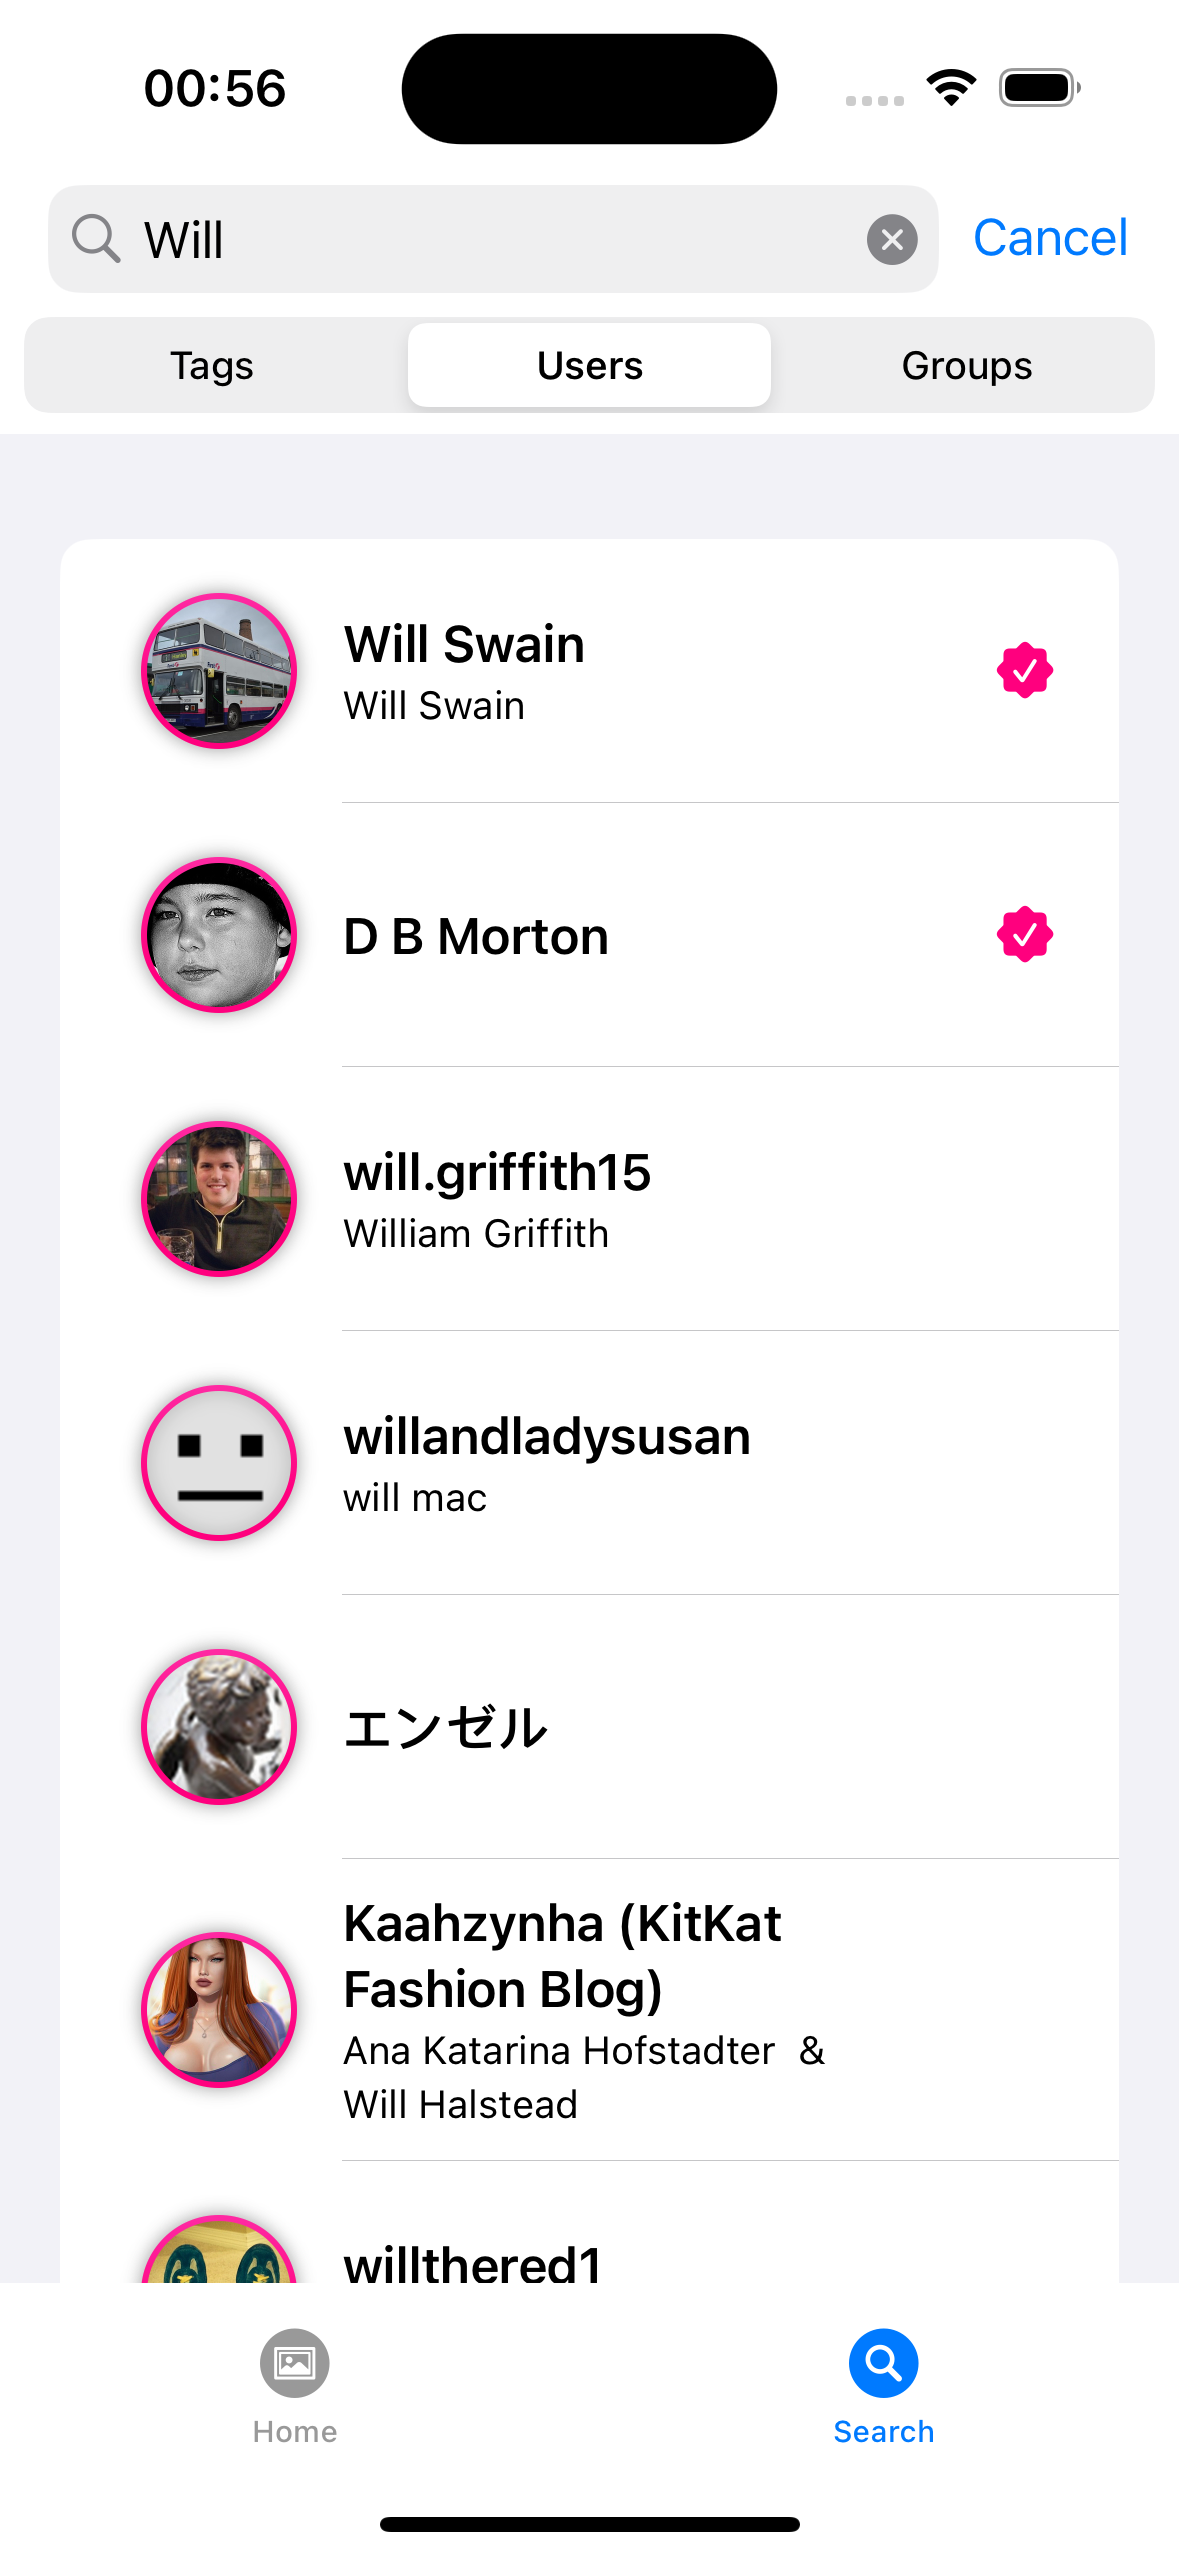 00:56
Will
Cancel
Tags
Users
Groups
Will Swain
Will Swain
D B Morton
will.griffith15
William Griffith
willandladysusan
will mac
エンゼル
Kaahzynha (KitKat
Fashion Blog)
Ana Katarina Hofstadter &
Will Halstead
willthered1
Home
Search